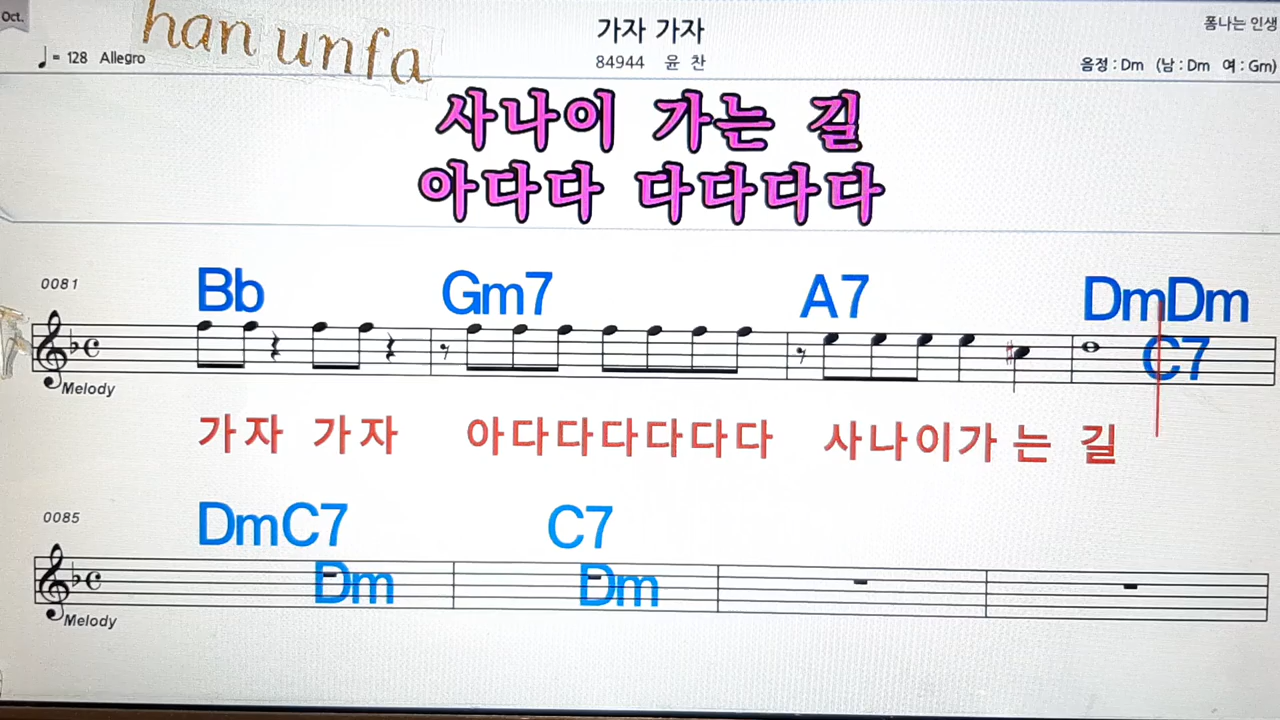 Oct.
han unfa
가자 가자
폼나는 인생
♩= 128 Allegro
84944 윤 찬
음정 : Dm (남 : Dm 여 : Gm)
사나이 가는 길
아다다 다다다다
0081
Bb Gm7 A7 DmDm
C7
Melody
가자 가자 아다다다다다다 사나이가 는 길
0085
DmC7 C7
Dm Dm
Melody